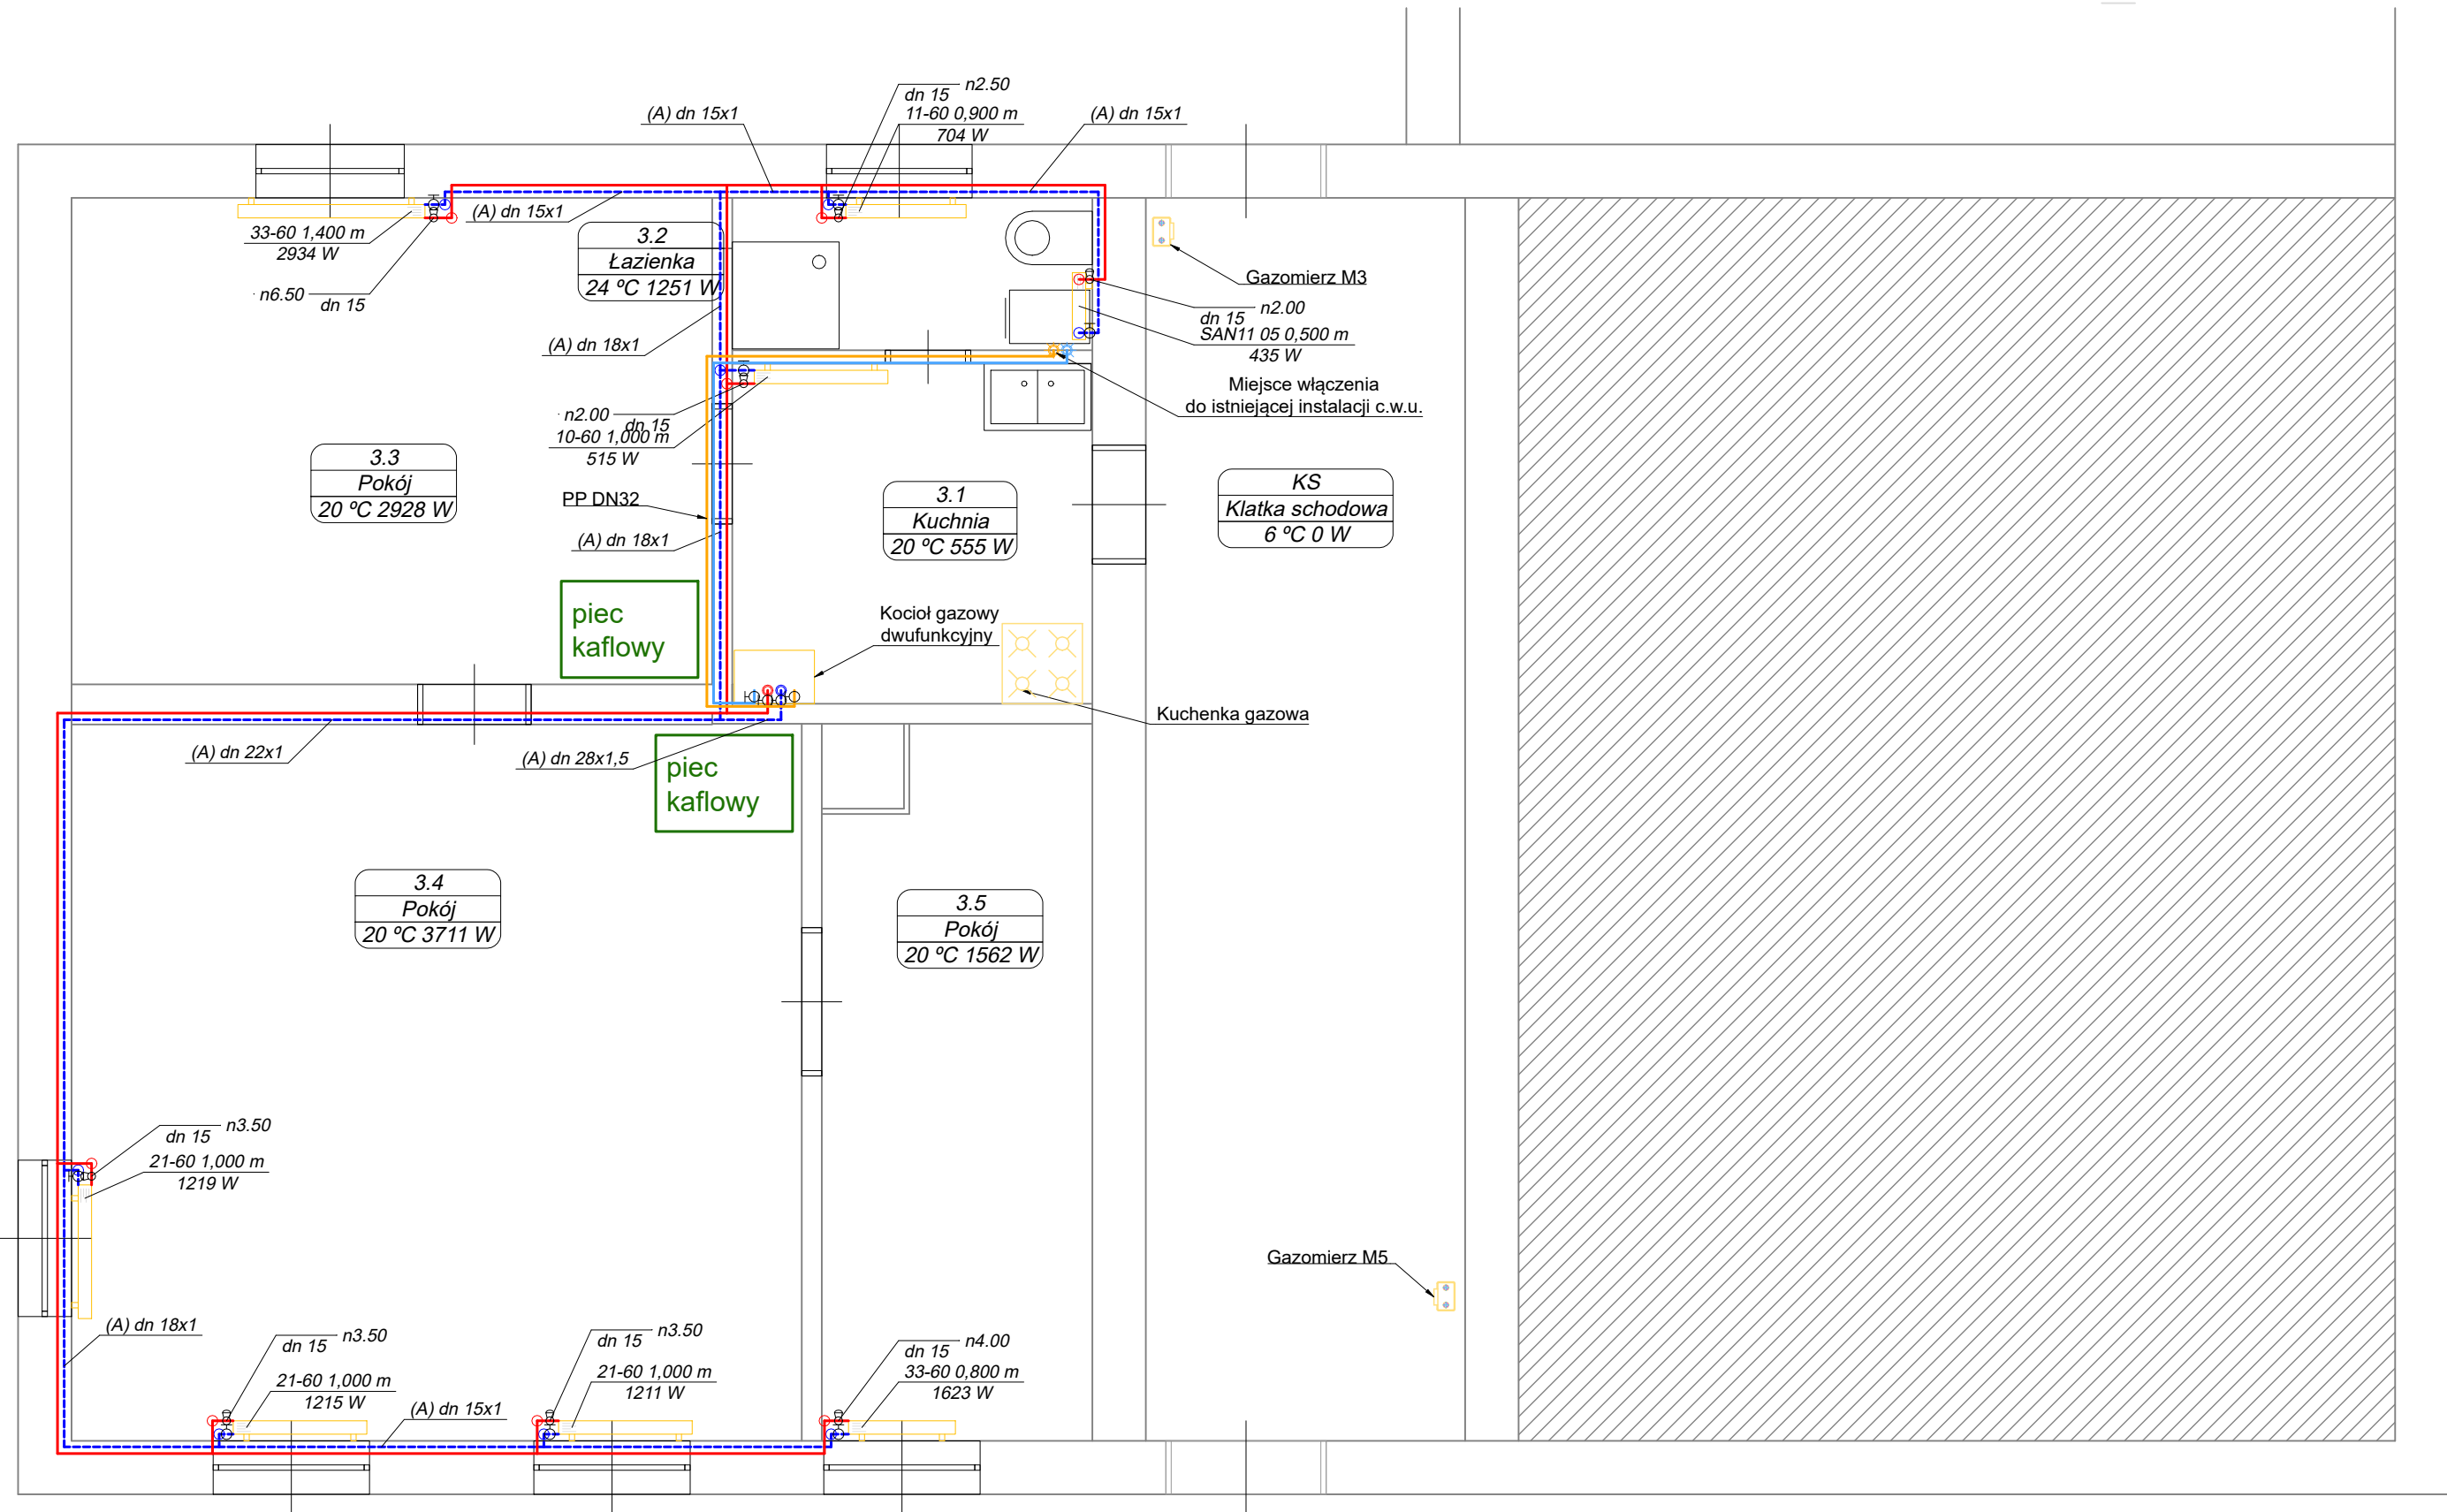 n2.50
dn 15
11-60 0,900 m
704 W
(A) dn 15x1
(A) dn 15x1
(A) dn 15x1
33-60 1,400 m
2934 W
n6.50
dn 15
3.2
Łazienka
24 ºC 1251 W
(A) dn 18x1
Gazomierz M3
n2.00
dn 15
SAN11 05 0,500 m
435 W
Miejsce włączenia
do istniejącej instalacji c.w.u.
n2.00
dn 15
10-60 1,000 m
515 W
3.3
Pokój
20 ºC 2928 W
PP DN32
(A) dn 18x1
3.1
Kuchnia
20 ºC 555 W
KS
Klatka schodowa
6 ºC 0 W
piec
kaflowy
Kocioł gazowy
dwufunkcyjny
Kuchenka gazowa
(A) dn 22x1
(A) dn 28x1,5
piec
kaflowy
3.4
Pokój
20 ºC 3711 W
3.5
Pokój
20 ºC 1562 W
n3.50
dn 15
21-60 1,000 m
1219 W
Gazomierz M5
(A) dn 18x1
n3.50
dn 15
21-60 1,000 m
1215 W
(A) dn 15x1
n3.50
dn 15
21-60 1,000 m
1211 W
n4.00
dn 15
33-60 0,800 m
1623 W